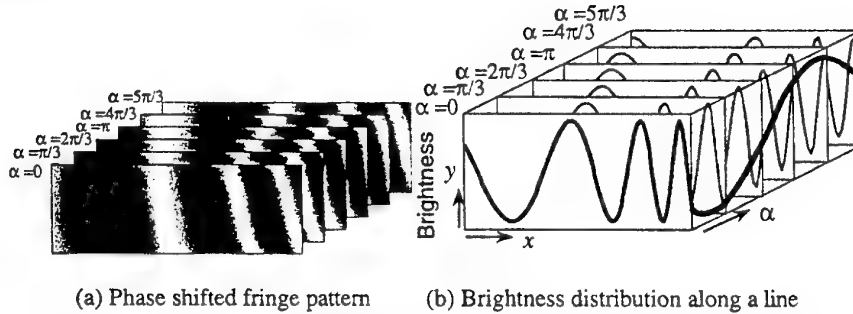 α =5π/3
α =4π/3
α =π
α =2π/3
α =π/3
α =0
(a) Phase shifted fringe pattern
α =5π/3
α =4π/3
α =π
α =2π/3
α =π/3
α =0
Brightness
y
x
α
(b) Brightness distribution along a line